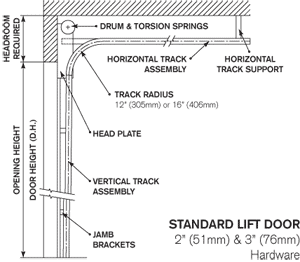 HEADROOM
REQUIRED
DRUM & TORSION SPRINGS
HORIZONTAL TRACK
ASSEMBLY
HORIZONTAL
TRACK SUPPORT
TRACK RADIUS
12" (305mm) or 16" (406mm)
HEAD PLATE
OPENING HEIGHT
DOOR HEIGHT (D.H.)
VERTICAL TRACK
ASSEMBLY
JAMB
BRACKETS
STANDARD LIFT DOOR
2" (51mm) & 3" (76mm)
Hardware